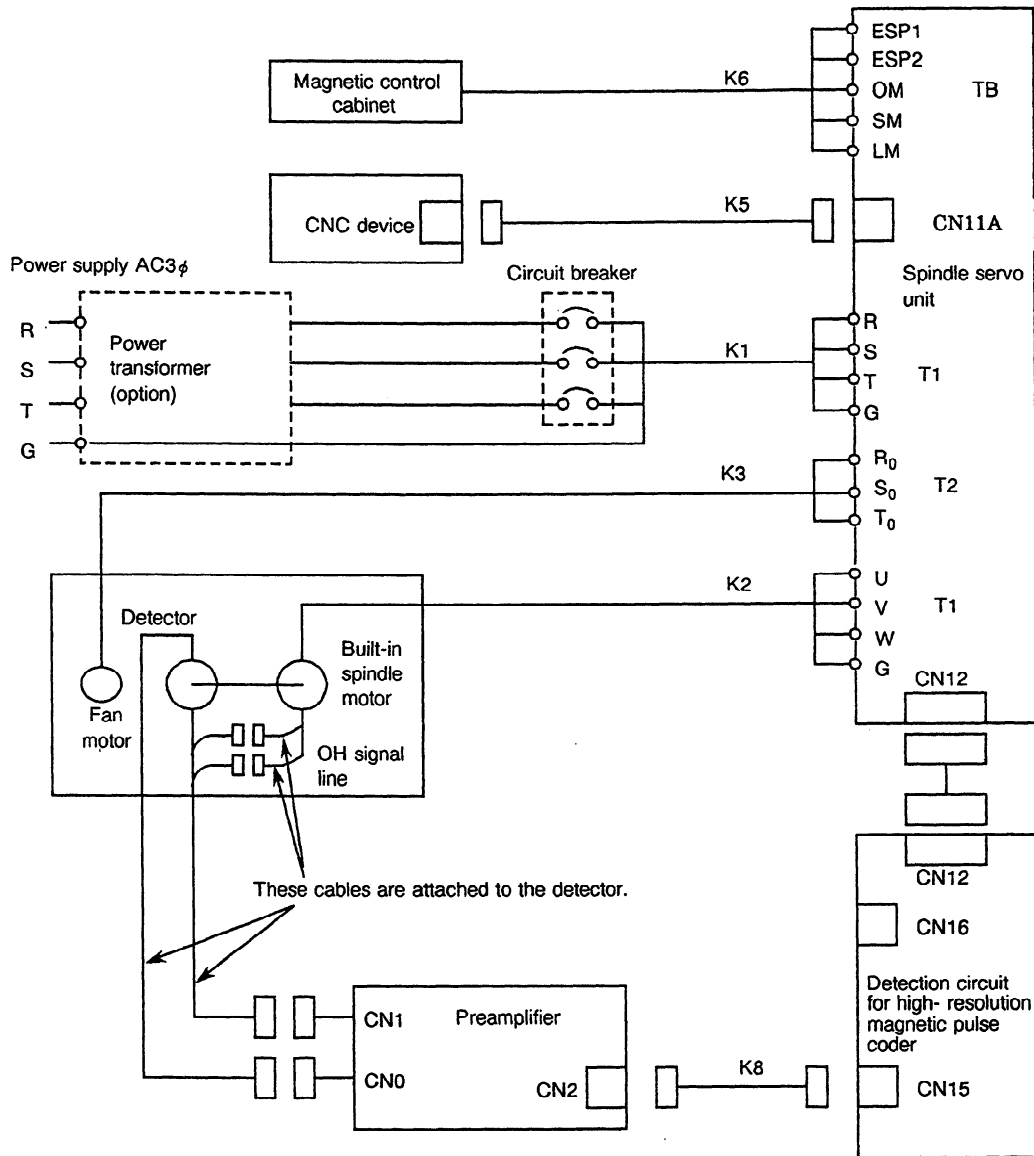 ESP1
ESP2
OM
SM
LM
TB
K6
Magnetic control
cabinet
CNC device
K5
CN11A
Power supply AC3ϕ
Circuit breaker
Spindle servo
unit
R
S
T
G
Power
transformer
(option)
K1
R
S
T
G
T1
K3
R0
S0
T0
T2
K2
U
V
W
G
T1
Detector
Built-in
spindle
motor
Fan
motor
OH signal
line
CN12
CN12
These cables are attached to the detector.
CN16
Detection circuit
for high- resolution
magnetic pulse
coder
CN1
Preamplifier
CN0
CN2
K8
CN15